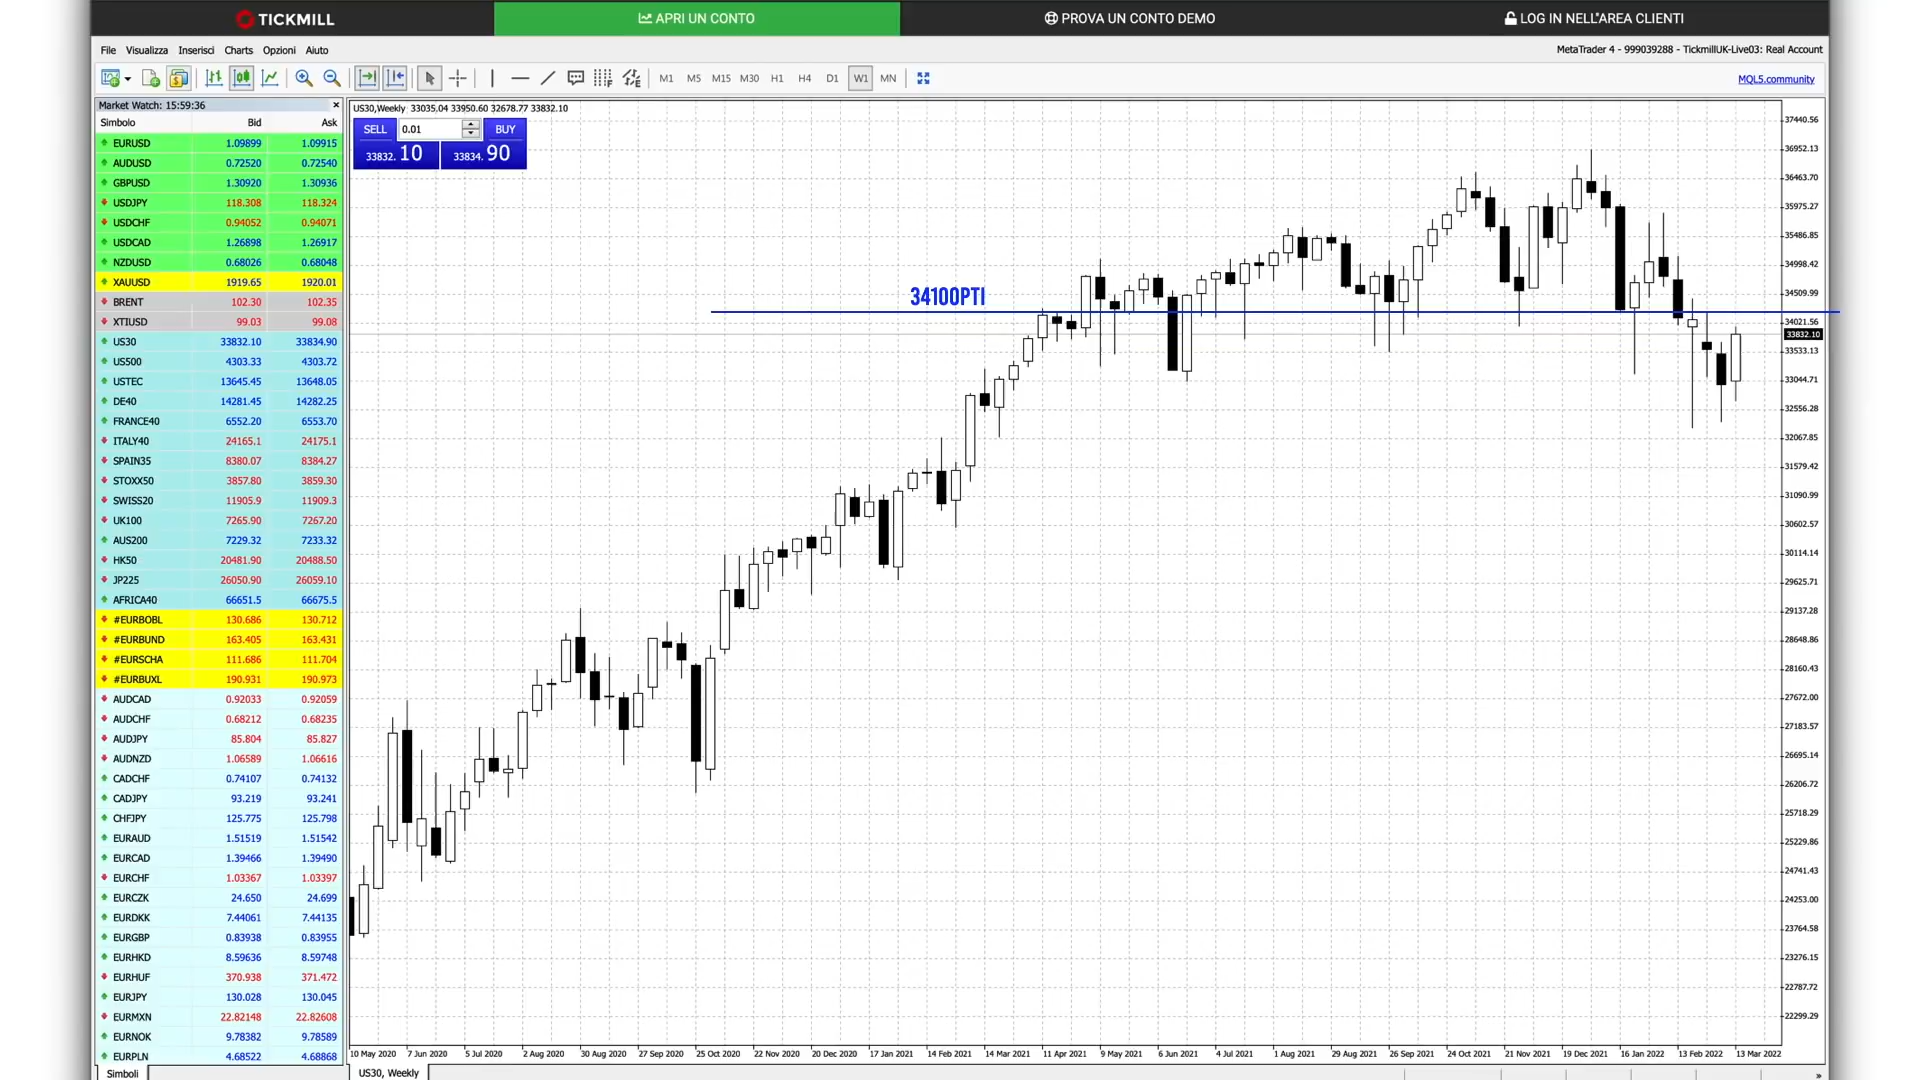 TICKMILL APRI UN CONTO PROVA UN CONTO DEMO LOG IN NELL'AREA CLIENTI
File Visualizza Inserisci Charts Opzioni Aiuto MetaTrader 4 - 999039288 - TickmillUK-Live03: Real Account
M1 M5 M15 M30 H1 H4 D1 W1 MN MQL5.community
Market Watch: 15:59:36
Simbolo Bid Ask
EURUSD 1.09899 1.09915
AUDUSD 0.72520 0.72540
GBPUSD 1.30920 1.30936
USDJPY 118.308 118.324
USDCHF 0.94052 0.94071
USDCAD 1.26898 1.26917
NZDUSD 0.68026 0.68048
XAUUSD 1919.65 1920.01
BRENT 102.30 102.35
XTIUSD 99.03 99.08
US30 33832.10 33834.90
US500 4303.33 4303.72
USTEC 13645.45 13648.05
DE40 14281.45 14282.25
FRANCE40 6552.20 6553.70
ITALY40 24165.1 24175.1
SPAIN35 8380.07 8384.27
STOXX50 3857.80 3859.30
SWISS20 11905.9 11909.3
UK100 7265.90 7267.20
AUS200 7229.32 7233.32
HK50 20481.90 20488.50
JP225 26050.90 26059.10
AFRICA40 66651.5 66675.5
#EURBOBL 130.686 130.712
#EURBUND 163.405 163.431
#EURSCHA 111.686 111.704
#EURBUXL 190.931 190.973
AUDCAD 0.92033 0.92059
AUDCHF 0.68212 0.68235
AUDJPY 85.804 85.827
AUDNZD 1.06589 1.06616
CADCHF 0.74107 0.74132
CADJPY 93.219 93.241
CHFJPY 125.775 125.798
EURAUD 1.51519 1.51542
EURCAD 1.39466 1.39490
EURCHF 1.03367 1.03397
EURCZK 24.650 24.699
EURDKK 7.44061 7.44135
EURGBP 0.83938 0.83955
EURHKD 8.59636 8.59748
EURHUF 370.938 371.472
EURJPY 130.028 130.045
EURMXN 22.82148 22.82608
EURNOK 9.78382 9.78589
EURPLN 4.68522 4.68868
Simboli
US30,Weekly 33035.04 33950.60 32678.77 33832.10
SELL 0.01 BUY
33832.10 33834.90
34100PTI
37440.56
36952.13
36463.70
35975.27
35486.85
34998.42
34509.99
34021.56
33832.10
33533.13
33044.71
32556.28
32067.85
31579.42
31090.99
30602.57
30114.14
29625.71
29137.28
28648.86
28160.43
27672.00
27183.57
26695.14
26206.72
25718.29
25229.86
24741.43
24253.00
23764.58
23276.15
22787.72
22299.29
10 May 2020 7 Jun 2020 5 Jul 2020 2 Aug 2020 30 Aug 2020 27 Sep 2020 25 Oct 2020 22 Nov 2020 20 Dec 2020 17 Jan 2021 14 Feb 2021 14 Mar 2021 11 Apr 2021 9 May 2021 6 Jun 2021 4 Jul 2021 1 Aug 2021 29 Aug 2021 26 Sep 2021 24 Oct 2021 21 Nov 2021 19 Dec 2021 16 Jan 2022 13 Feb 2022 13 Mar 2022
US30, Weekly »